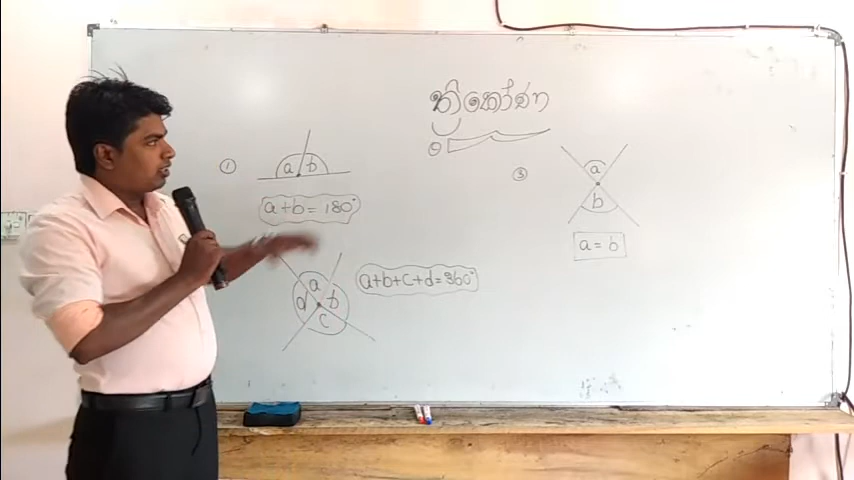 ත්‍රිකෝණ
①
a b
a+b = 180°
a
d b
c
a+b+c+d=360°
③
a
b
a = b